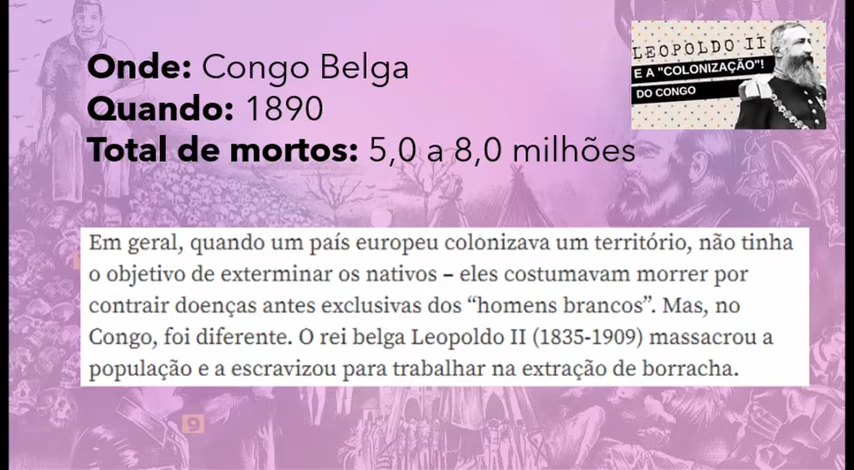 Onde: Congo Belga
Quando: 1890
Total de mortos: 5,0 a 8,0 milhões
LEOPOLDO II
E A "COLONIZAÇÃO"!
DO CONGO
Em geral, quando um país europeu colonizava um território, não tinha
o objetivo de exterminar os nativos – eles costumavam morrer por
contrair doenças antes exclusivas dos “homens brancos”. Mas, no
Congo, foi diferente. O rei belga Leopoldo II (1835-1909) massacrou a
população e a escravizou para trabalhar na extração de borracha.
9